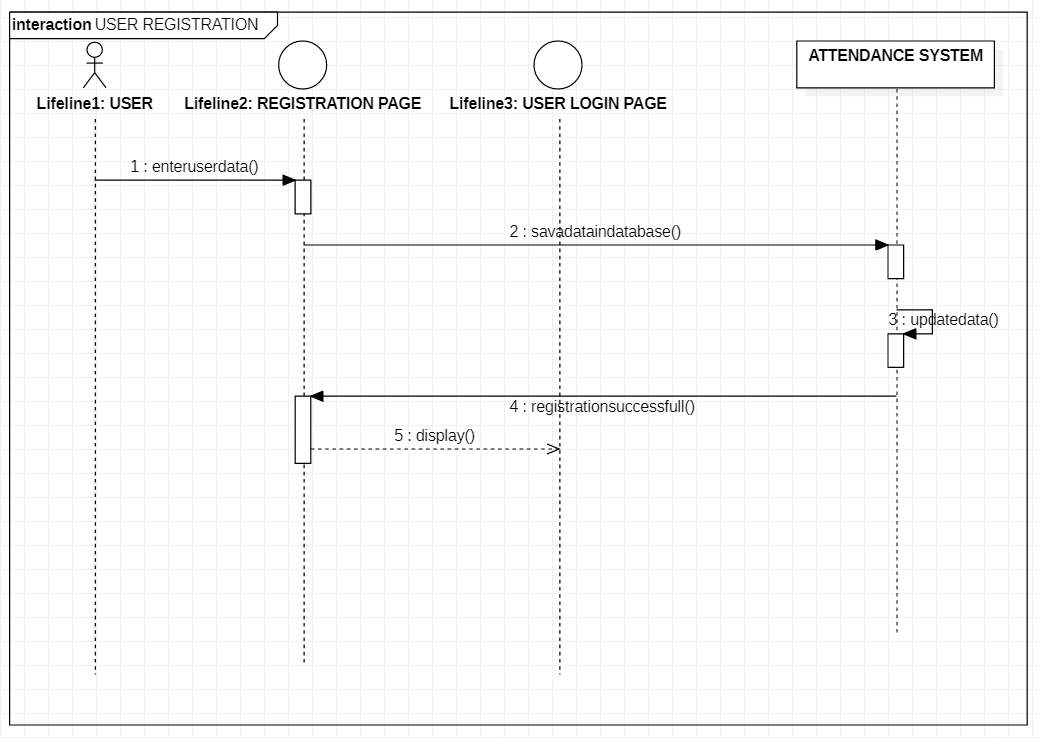 interaction USER REGISTRATION
ATTENDANCE SYSTEM
Lifeline1: USER
Lifeline2: REGISTRATION PAGE
Lifeline3: USER LOGIN PAGE
1 : enteruserdata()
2 : savadataindatabase()
3 : updatedata()
4 : registrationsuccessfull()
5 : display()